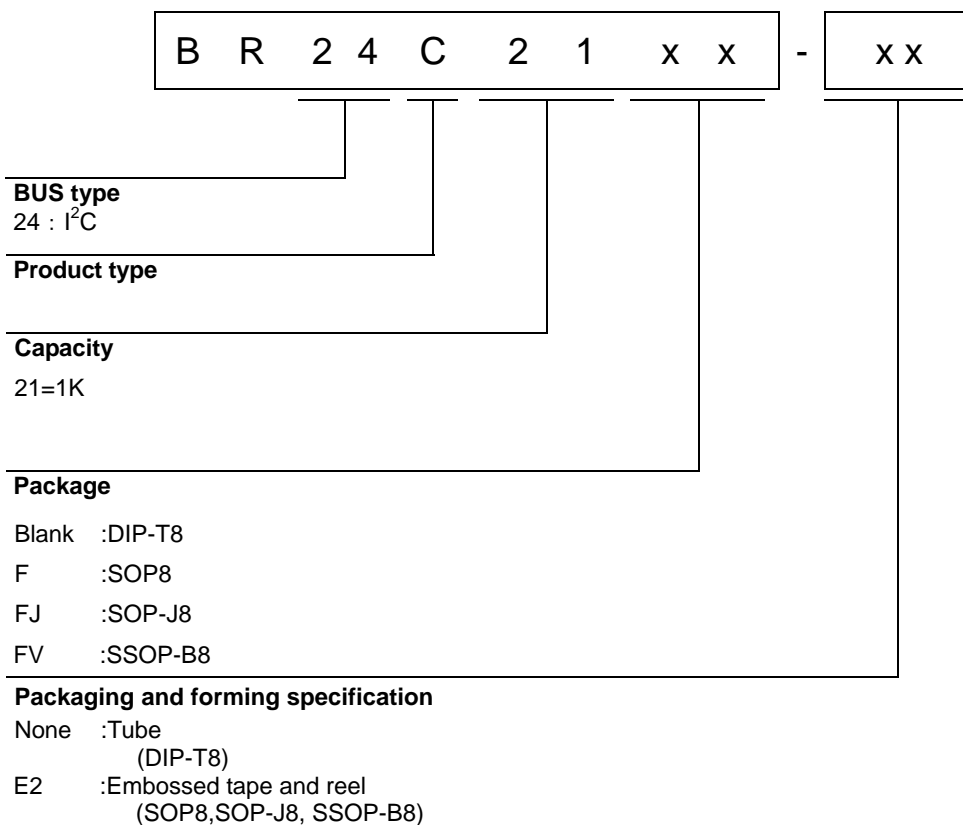 B R 2 4 C 2 1 x x - x x
BUS type
24 : I²C
Product type
Capacity
21=1K
Package
Blank :DIP-T8
F :SOP8
FJ :SOP-J8
FV :SSOP-B8
Packaging and forming specification
None :Tube
(DIP-T8)
E2 :Embossed tape and reel
(SOP8,SOP-J8, SSOP-B8)